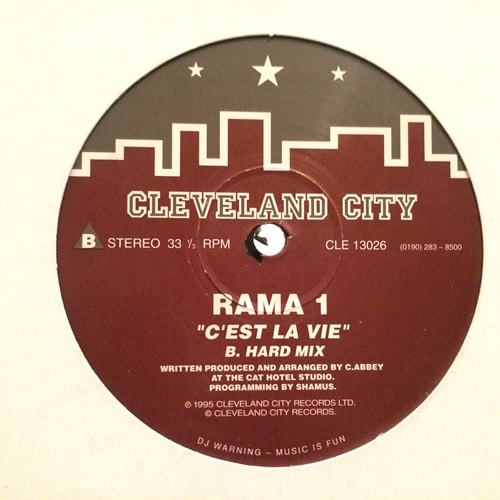 CLEVELAND CITY
B STEREO 33 1/3 RPM CLE 13026 (0190) 283 – 8500
RAMA 1
"C'EST LA VIE"
B. HARD MIX
WRITTEN PRODUCED AND ARRANGED BY C.ABBEY
AT THE CAT HOTEL STUDIO.
PROGRAMMING BY SHAMUS.
℗ 1995 CLEVELAND CITY RECORDS LTD.
© CLEVELAND CITY RECORDS.
DJ WARNING – MUSIC IS FUN